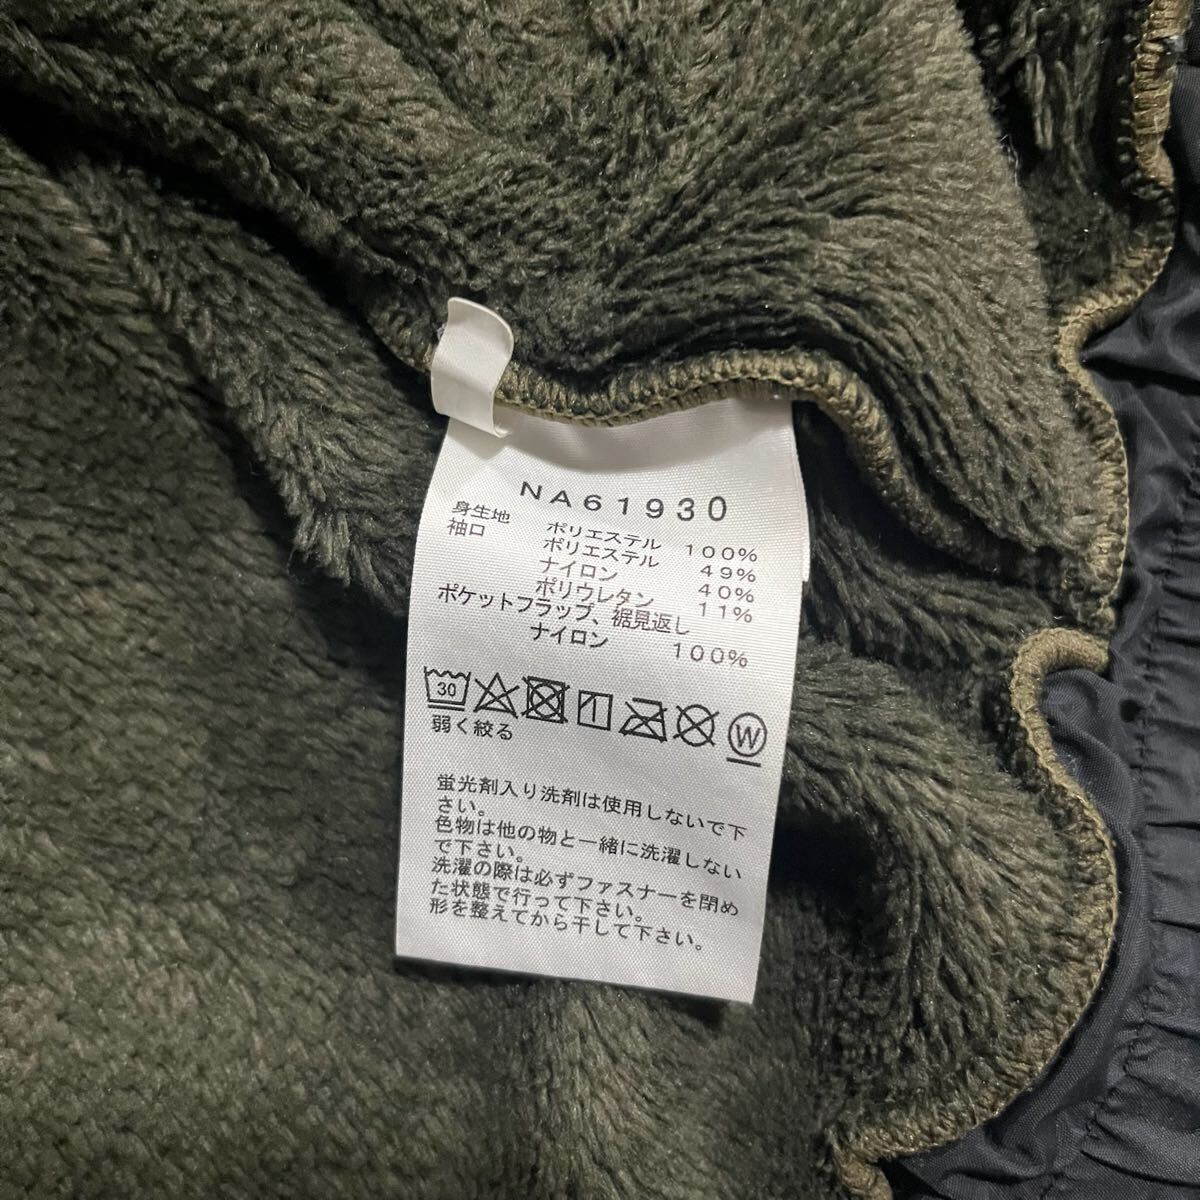 NA61930
身生地 ポリエステル 100%
袖口 ポリエステル 49%
ナイロン 40%
ポリウレタン 11%
ポケットフラップ、裾見返し
ナイロン 100%
30 W
弱く絞る
蛍光剤入り洗剤は使用しないで下
さい。
色物は他の物と一緒に洗濯しない
で下さい。
洗濯の際は必ずファスナーを閉め
た状態で行って下さい。
形を整えてから干して下さい。